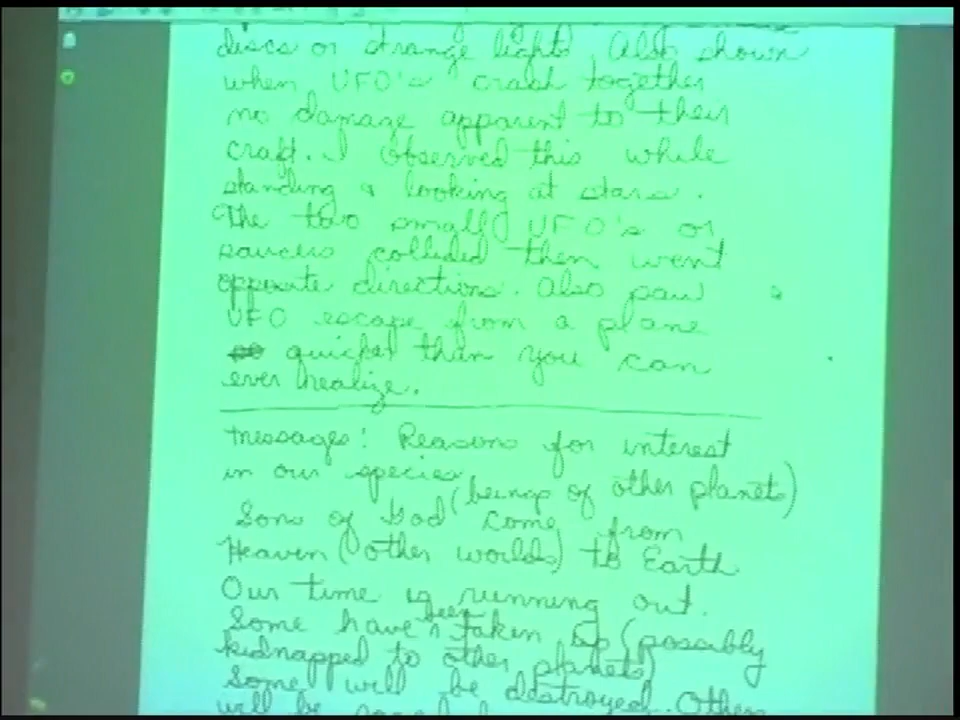 discs or strange lights. Also shown
when UFO's crash together
no damage apparent to their
craft. I observed this while
standing & looking at stars.
The two small UFO's or
saucers collided then went
opposite directions. Also saw a
UFO escape from a plane
quicker than you can
ever realize.
Messages: Reasons for interest
in our species
(beings of other planets)
Sons of God come from
Heaven (other worlds) to Earth
Our time is running out.
Some have been taken up (possibly
kidnapped to other planets)
Some will be destroyed. Others
will be